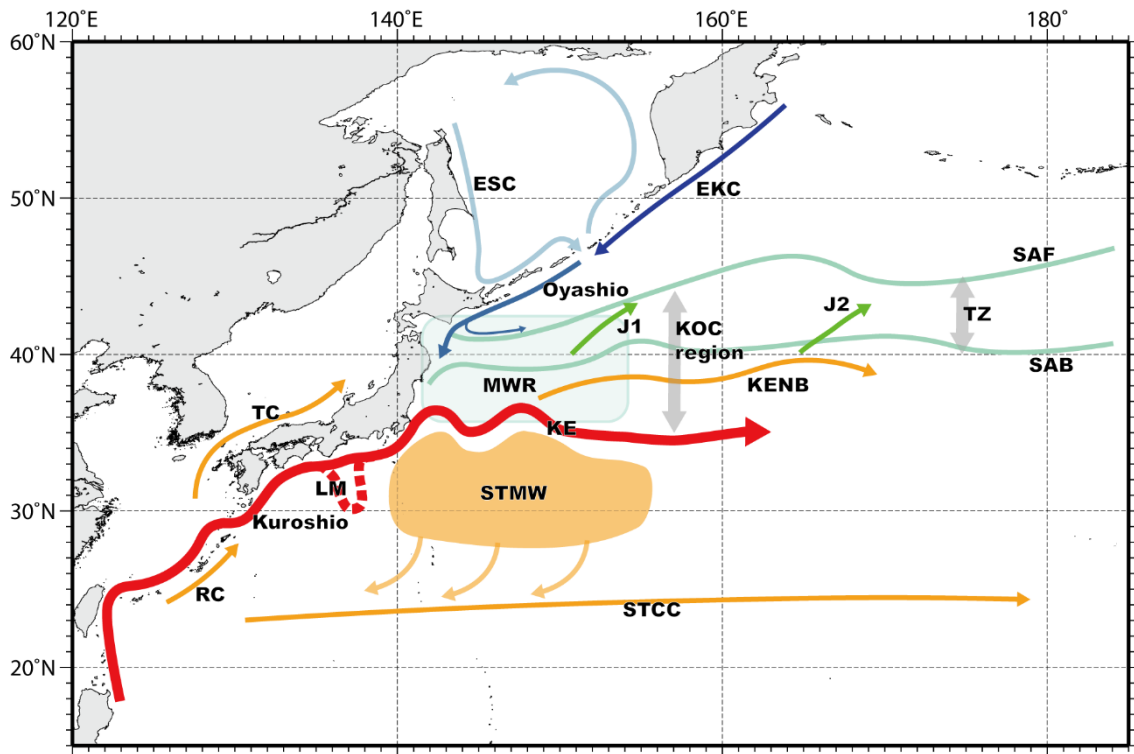 120°E 140°E 160°E 180°
60°N
50°N
40°N
30°N
20°N
ESC
EKC
SAF
Oyashio
J1
KOC
region
J2
TZ
SAB
MWR
KENB
TC
KE
LM
STMW
Kuroshio
RC
STCC